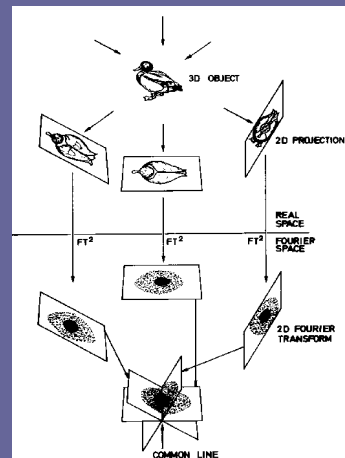 3D OBJECT
2D PROJECTION
REAL
SPACE
FT² FT² FT²
FOURIER
SPACE
2D FOURIER
TRANSFORM
COMMON LINE